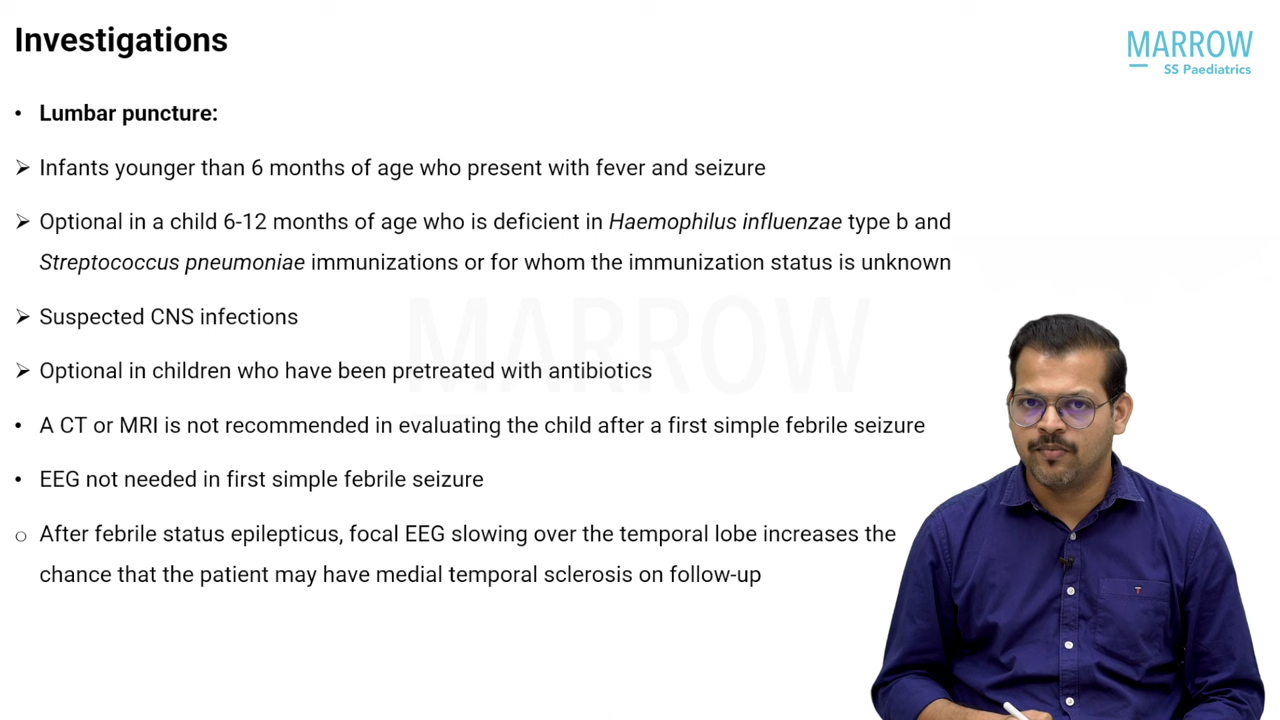 Investigations
MARROW
SS Paediatrics
• Lumbar puncture:
➢ Infants younger than 6 months of age who present with fever and seizure
➢ Optional in a child 6-12 months of age who is deficient in Haemophilus influenzae type b and
Streptococcus pneumoniae immunizations or for whom the immunization status is unknown
➢ Suspected CNS infections
MARROW
➢ Optional in children who have been pretreated with antibiotics
• A CT or MRI is not recommended in evaluating the child after a first simple febrile seizure
• EEG not needed in first simple febrile seizure
○ After febrile status epilepticus, focal EEG slowing over the temporal lobe increases the
chance that the patient may have medial temporal sclerosis on follow-up